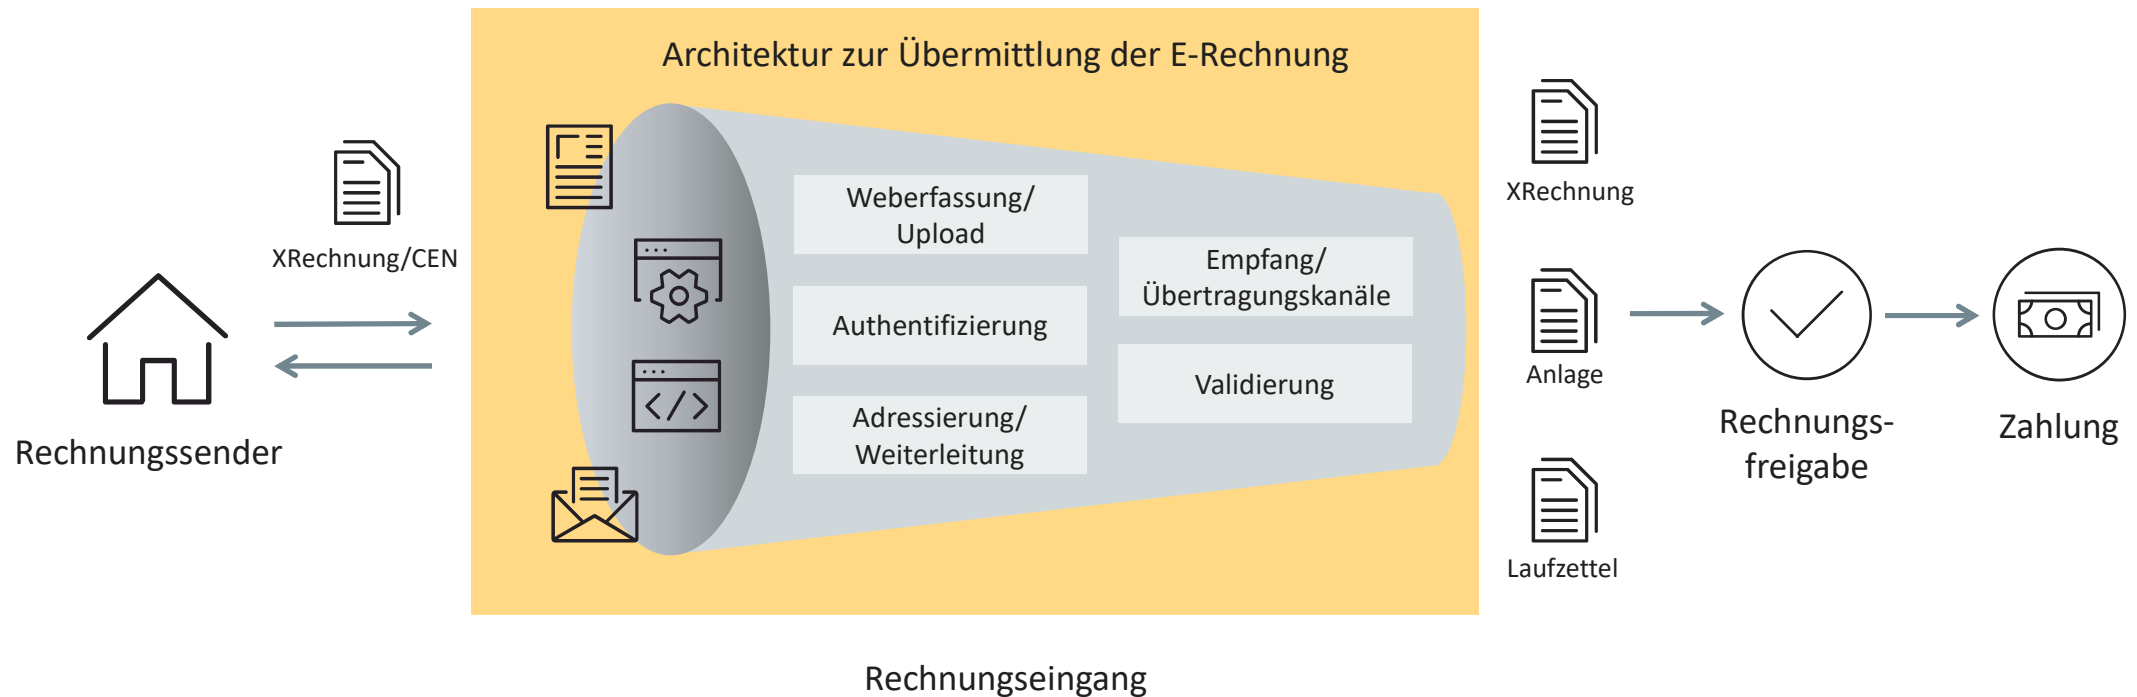 Architektur zur Übermittlung der E-Rechnung
XRechnung/CEN
Rechnungssender
Weberfassung/
Upload
Authentifizierung
Adressierung/
Weiterleitung
Empfang/
Übertragungskanäle
Validierung
XRechnung
Anlage
Laufzettel
Rechnungs-
freigabe
Zahlung
Rechnungseingang